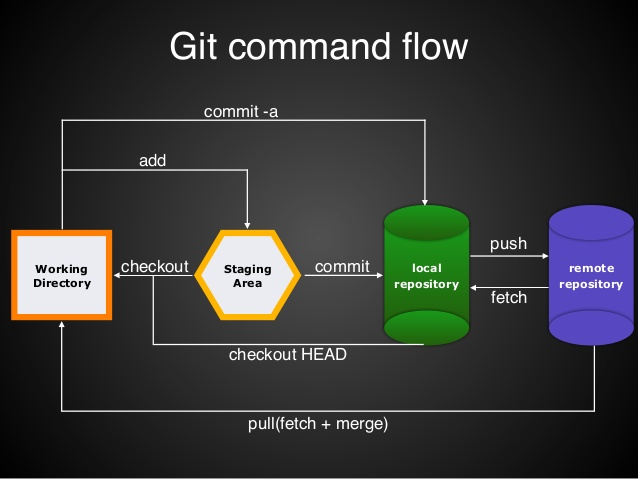 Git command flow
commit -a
add
Working
Directory
checkout
Staging
Area
commit
local
repository
push
fetch
remote
repository
checkout HEAD
pull(fetch + merge)